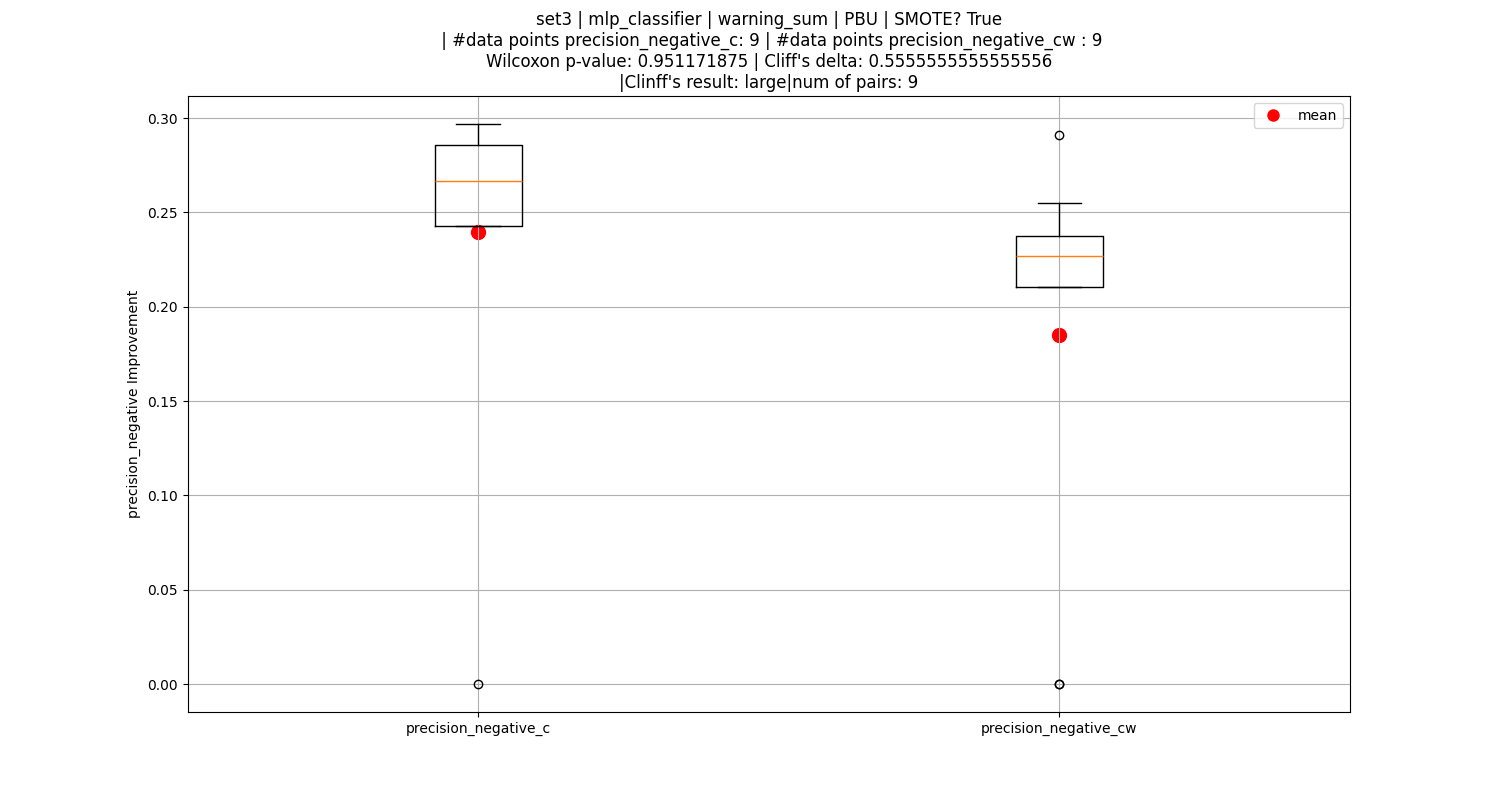 set3 | mlp_classifier | warning_sum | PBU | SMOTE? True
| #data points precision_negative_c: 9 | #data points precision_negative_cw : 9
Wilcoxon p-value: 0.951171875 | Cliff's delta: 0.5555555555555556
|Clinff's result: large|num of pairs: 9
mean
precision_negative Improvement
0.30
0.25
0.20
0.15
0.10
0.05
0.00
precision_negative_c
precision_negative_cw